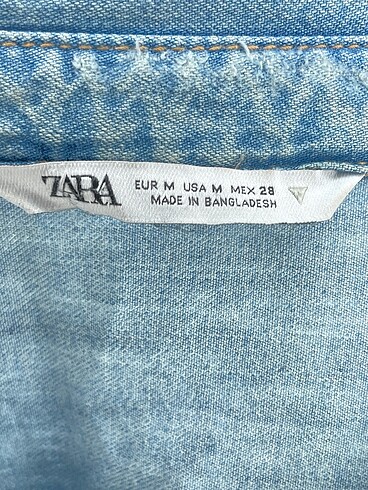 ZARA
EUR M USA M MEX 28
MADE IN BANGLADESH